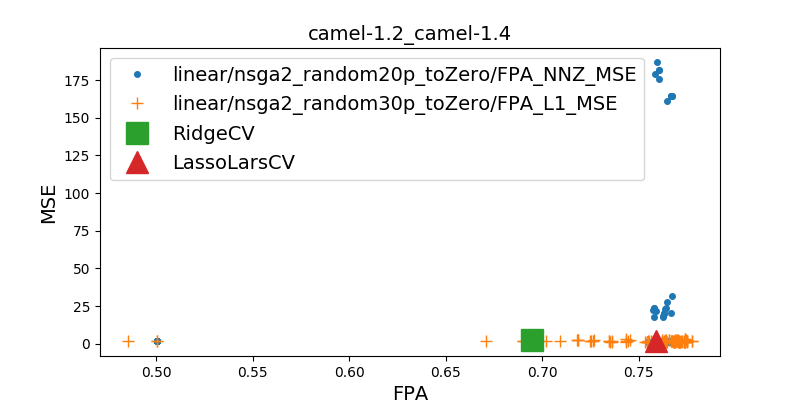 camel-1.2_camel-1.4
linear/nsga2_random20p_toZero/FPA_NNZ_MSE
linear/nsga2_random30p_toZero/FPA_L1_MSE
RidgeCV
LassoLarsCV
MSE
175
150
125
100
75
50
25
0
0.50 0.55 0.60 0.65 0.70 0.75
FPA